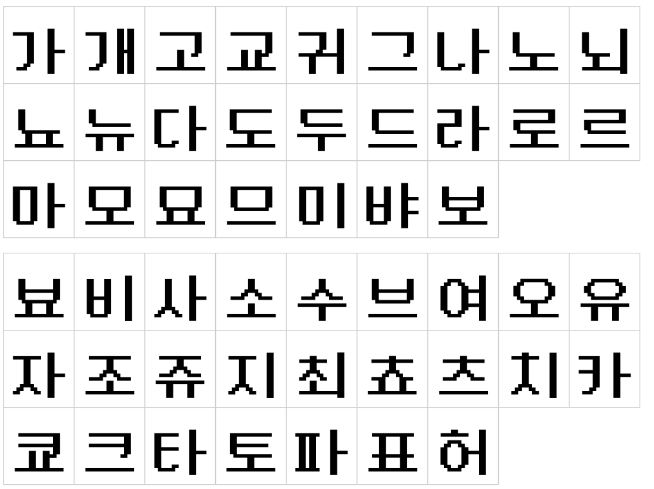 가 개 고 교 귀 그 나 노 뇌
뇨 뉴 다 도 두 드 라 로 르
마 모 묘 므 미 뱌 보
뵤 비 사 소 수 브 여 오 유
자 조 쥬 지 최 쵸 츠 치 카
쿄 크 타 토 파 표 허